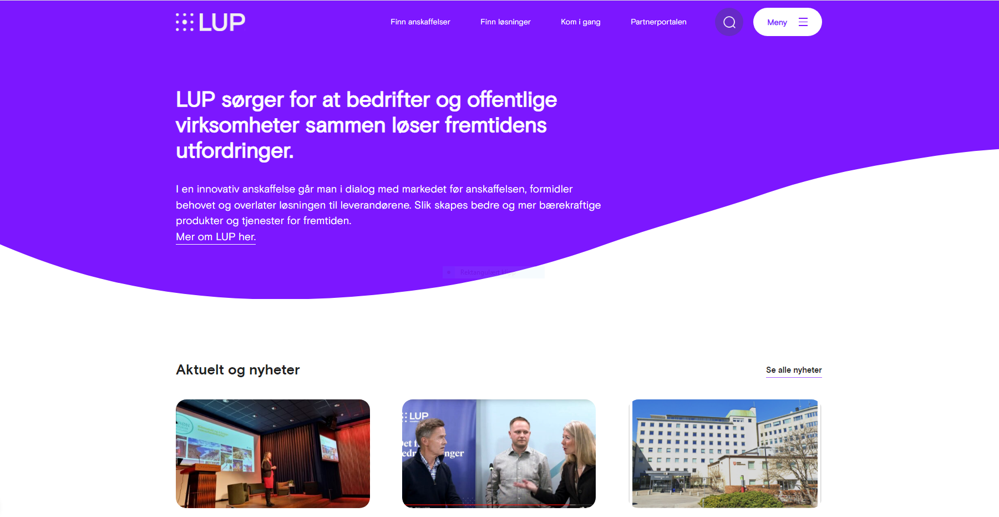 LUP
Finn anskaffelser
Finn løsninger
Kom i gang
Partnerportalen
Meny
LUP sørger for at bedrifter og offentlige
virksomheter sammen løser fremtidens
utfordringer.
I en innovativ anskaffelse går man i dialog med markedet før anskaffelsen, formidler
behovet og overlater løsningen til leverandørene. Slik skapes bedre og mer bærekraftige
produkter og tjenester for fremtiden.
Mer om LUP her.
Rektangulært klipp
Aktuelt og nyheter
Se alle nyheter
LUP